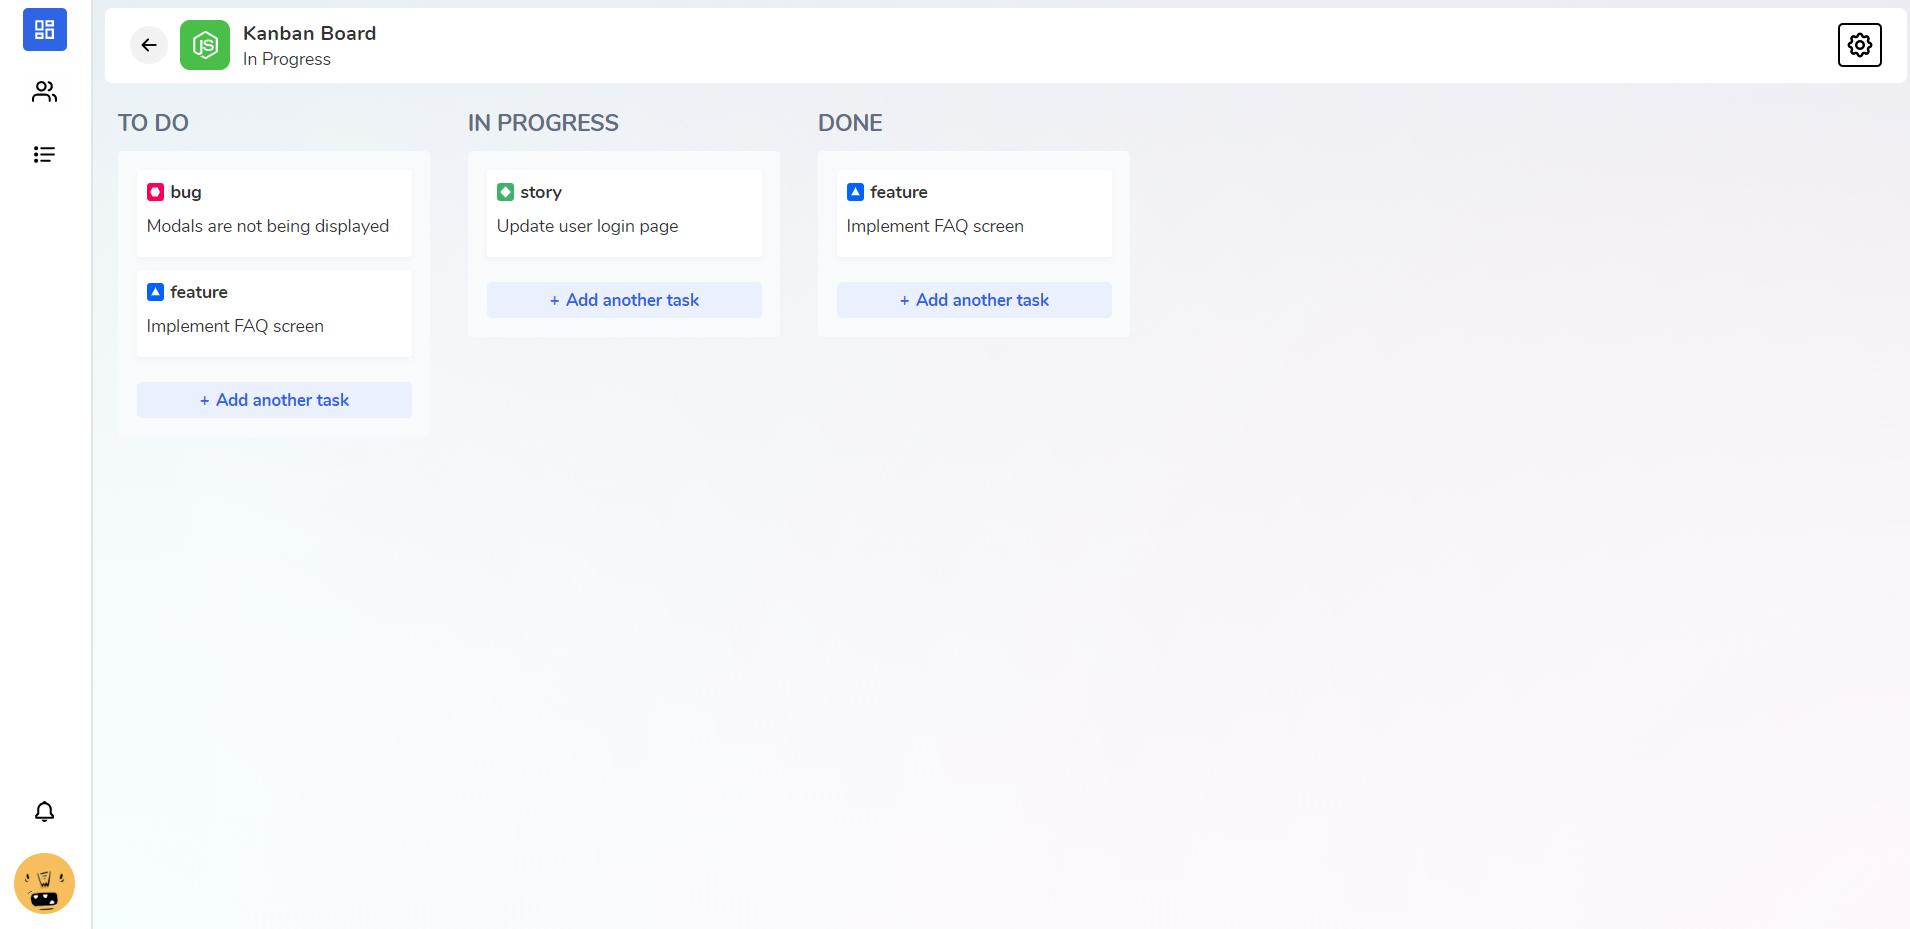 Kanban Board
In Progress
JS
TO DO
bug
Modals are not being displayed
feature
Implement FAQ screen
+ Add another task
IN PROGRESS
story
Update user login page
+ Add another task
DONE
feature
Implement FAQ screen
+ Add another task